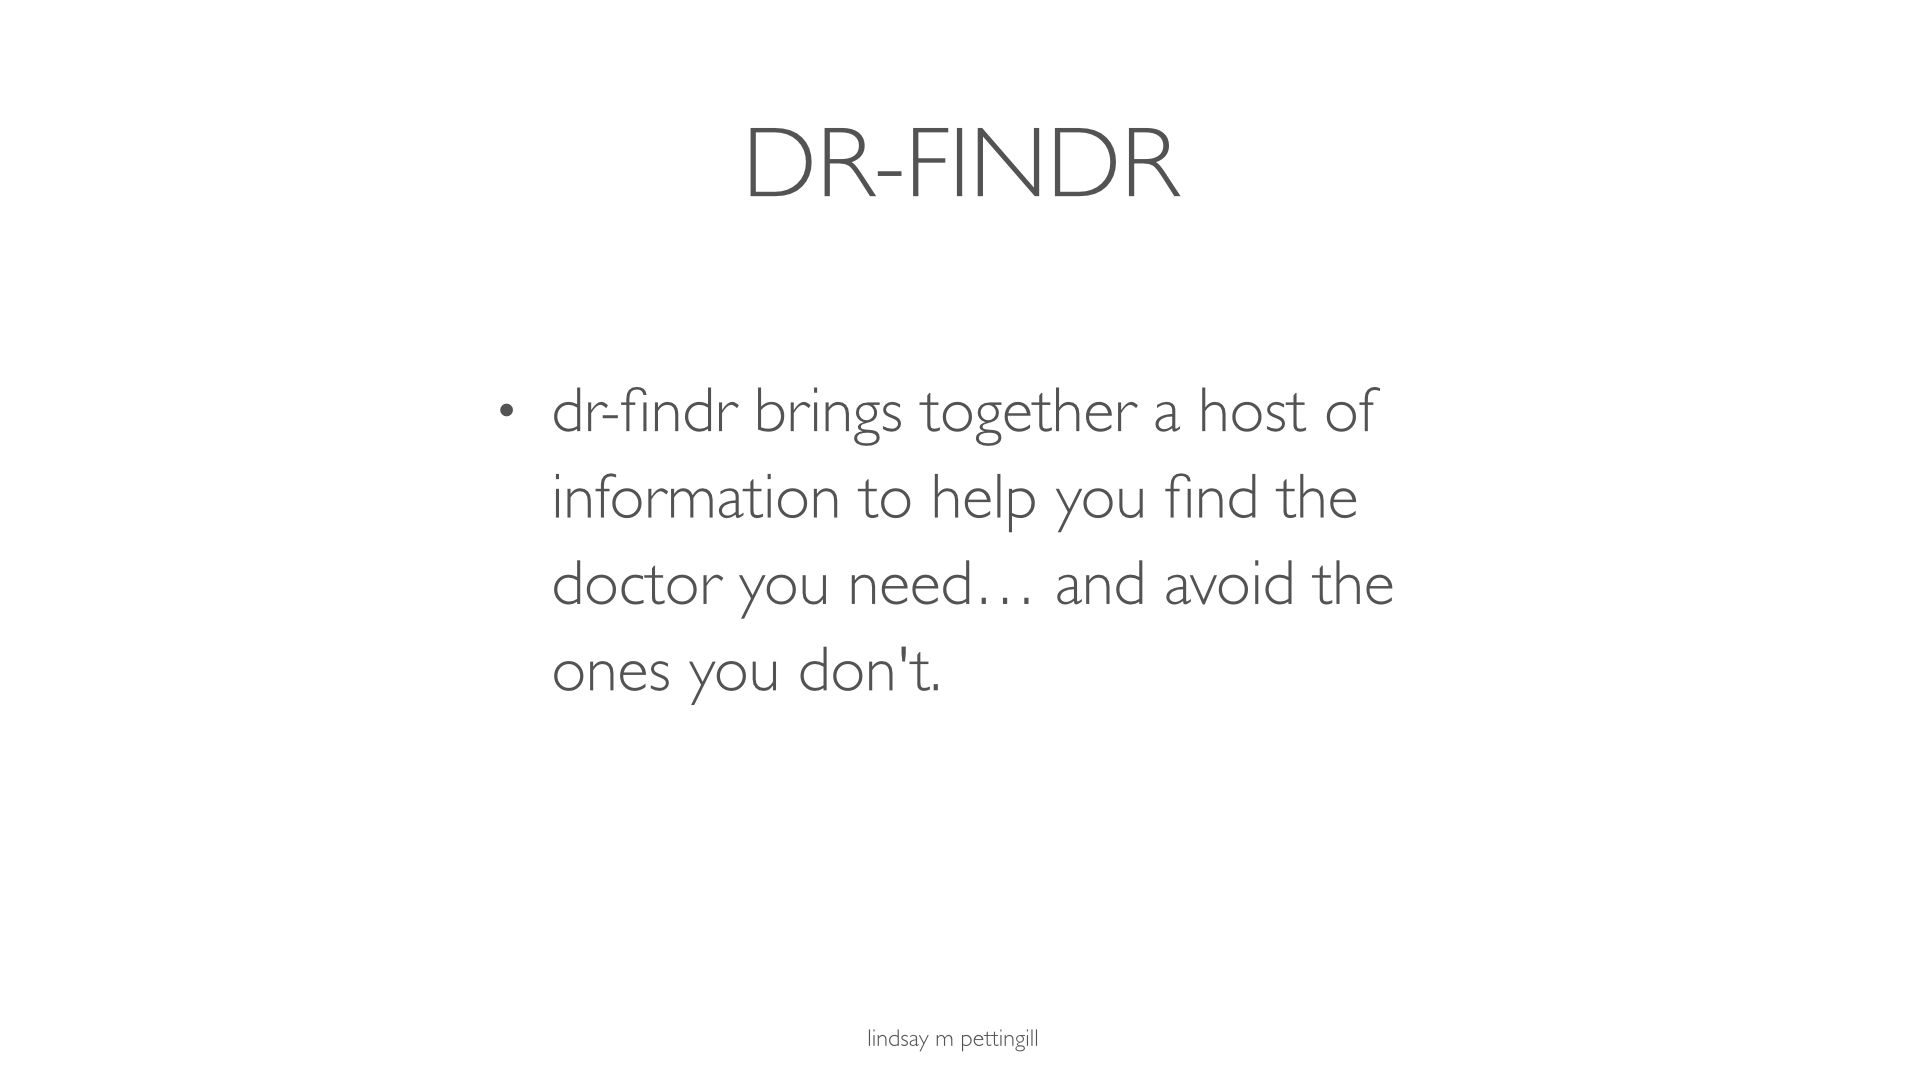 DR-FINDR
• dr-findr brings together a host of
information to help you find the
doctor you need… and avoid the
ones you don't.
lindsay m pettingill